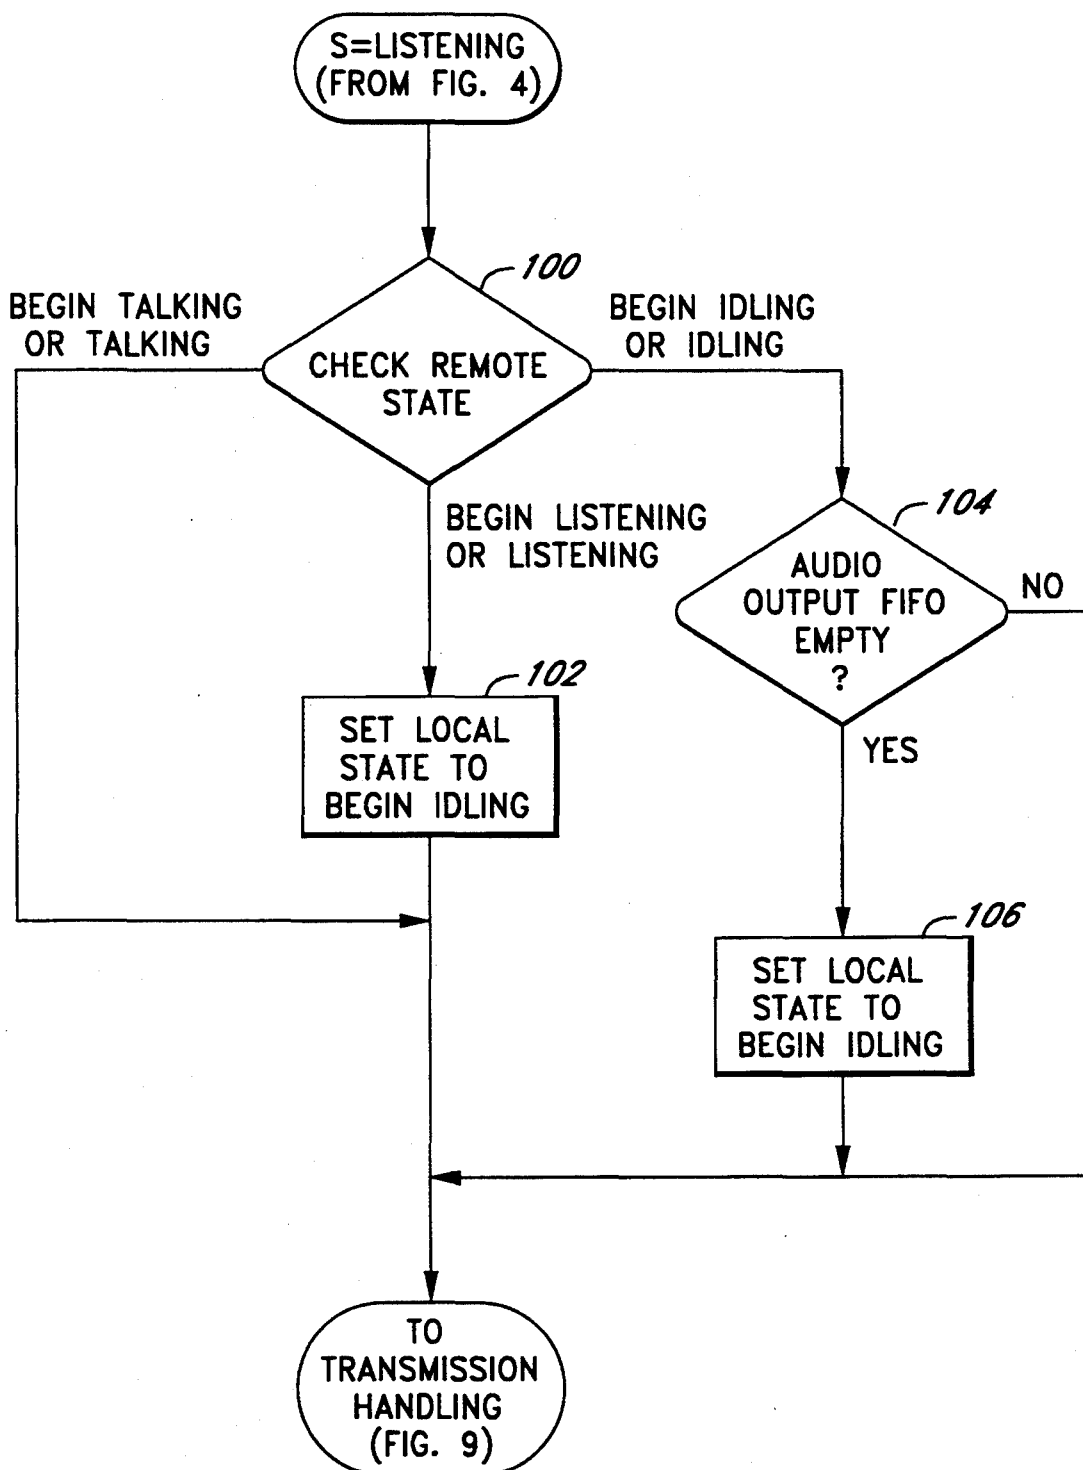 S=LISTENING
(FROM FIG. 4)
100
BEGIN TALKING
OR TALKING
CHECK REMOTE
STATE
BEGIN IDLING
OR IDLING
BEGIN LISTENING
OR LISTENING
104
AUDIO
OUTPUT FIFO
EMPTY
?
NO
YES
102
SET LOCAL
STATE TO
BEGIN IDLING
106
SET LOCAL
STATE TO
BEGIN IDLING
TO
TRANSMISSION
HANDLING
(FIG. 9)